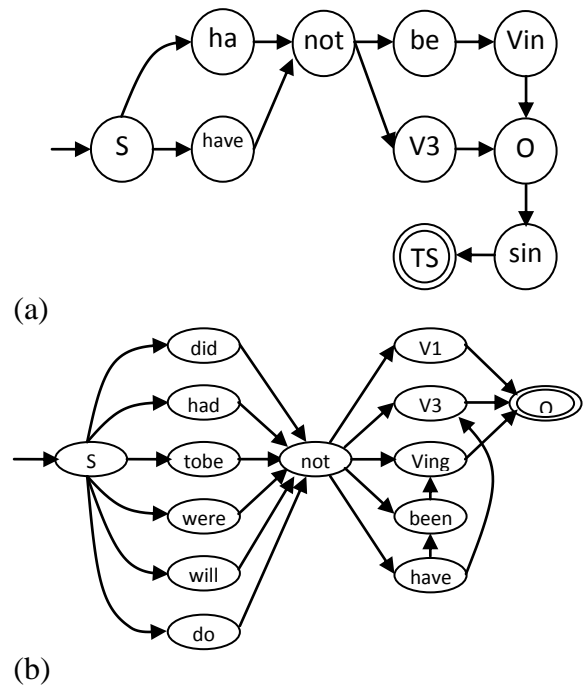 ha not be Vin
S have V3 O
TS sin
(a)
did V1
had V3 O
S tobe not Ving
were been
will have
do
(b)